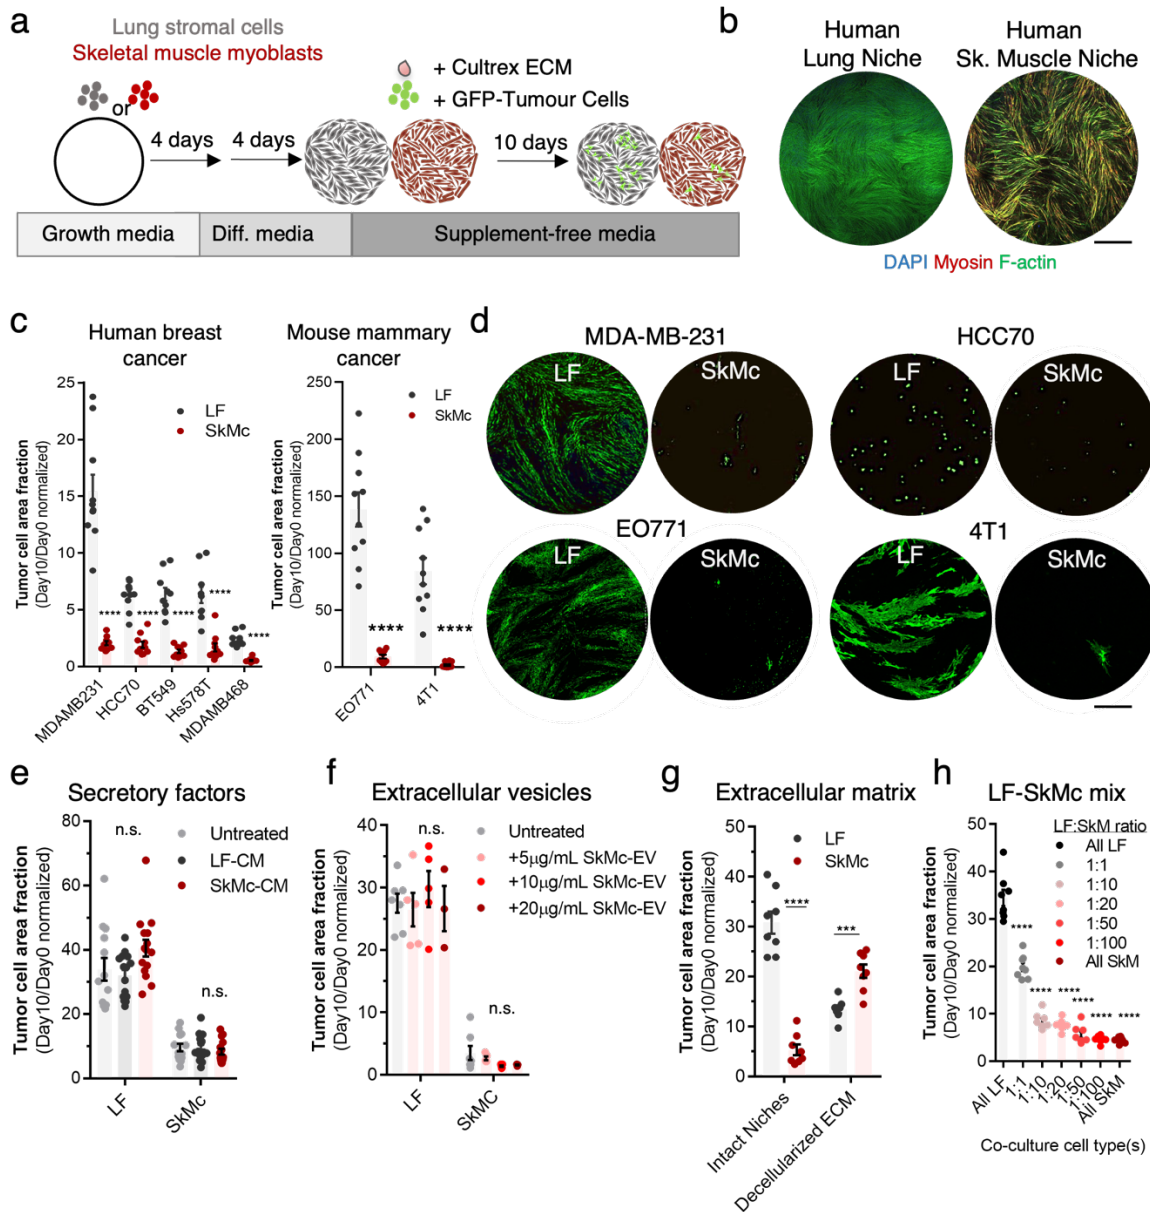 a
Lung stromal cells
Skeletal muscle myoblasts
or
+ Cultrex ECM
+ GFP-Tumour Cells
4 days
4 days
10 days
Growth media
Diff. media
Supplement-free media
b
Human
Lung Niche
Human
Sk. Muscle Niche
DAPI Myosin F-actin
c
Human breast
cancer
Tumor cell area fraction
(Day10/Day0 normalized)
25
20
15
10
5
0
LF
SkMc
****
****
****
****
****
MDAMB231
HCC70
BT549
Hs578T
MDAMB468
Mouse mammary
cancer
Tumor cell area fraction
(Day10/Day0 normalized)
250
200
150
100
50
0
LF
SkMc
****
****
EO771
4T1
d
MDA-MB-231
LF
SkMc
HCC70
LF
SkMc
EO771
LF
SkMc
4T1
LF
SkMc
e
Secretory factors
Tumor cell area fraction
(Day10/Day0 normalized)
80
60
40
20
0
n.s.
Untreated
LF-CM
SkMc-CM
n.s.
LF
SkMc
f
Extracellular vesicles
Tumor cell area fraction
(Day10/Day0 normalized)
40
30
20
10
0
n.s.
Untreated
+5µg/mL SkMc-EV
+10µg/mL SkMc-EV
+20µg/mL SkMc-EV
n.s.
LF
SkMC
g
Extracellular matrix
Tumor cell area fraction
(Day10/Day0 normalized)
50
40
30
20
10
0
LF
SkMc
****
***
Intact Niches
Decellularized ECM
h
LF-SkMc mix
Tumor cell area fraction
(Day10/Day0 normalized)
50
40
30
20
10
0
LF:SkM ratio
All LF
1:1
1:10
1:20
1:50
1:100
All SkM
****
****
****
****
****
****
All LF
1:1
1:10
1:20
1:50
1:100
All SkM
Co-culture cell type(s)